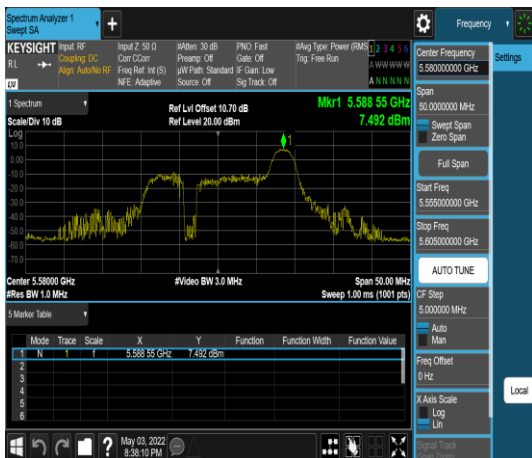 Spectrum Analyzer 1
Swept SA
+
Frequency
KEYSIGHT
RL
Input: RF
Coupling: DC
Align: Auto/No RF
Input Z: 50 Ω
Corr CCorr
Freq Ref: Int (S)
NFE: Adaptive
#Atten: 30 dB
Preamp: Off
µW Path: Standard
Source: Off
PNO: Fast
Gate: Off
IF Gain: Low
Sig Track: Off
#Avg Type: Power (RMS
Trig: Free Run
1 2 3 4 5 6
A W W W W W
A N N N N N
1 Spectrum
Scale/Div 10 dB
Ref Lvl Offset 10.70 dB
Ref Level 20.00 dBm
Mkr1 5.588 55 GHz
7.492 dBm
Log
10.0
0.00
-10.0
-20.0
-30.0
-40.0
-50.0
-60.0
-70.0
1
Center 5.58000 GHz
#Res BW 1.0 MHz
#Video BW 3.0 MHz
Span 50.00 MHz
Sweep 1.00 ms (1001 pts)
5 Marker Table
Mode Trace Scale X Y Function Function Width Function Value
1 N 1 f 5.588 55 GHz 7.492 dBm
2
3
4
5
6
May 03, 2022
8:38:10 PM
Center Frequency
5.580000000 GHz
Settings
Span
50.0000000 MHz
Swept Span
Zero Span
Full Span
Start Freq
5.555000000 GHz
Stop Freq
5.605000000 GHz
AUTO TUNE
CF Step
5.000000 MHz
Auto
Man
Freq Offset
0 Hz
Local
X Axis Scale
Log
Lin
Signal Track